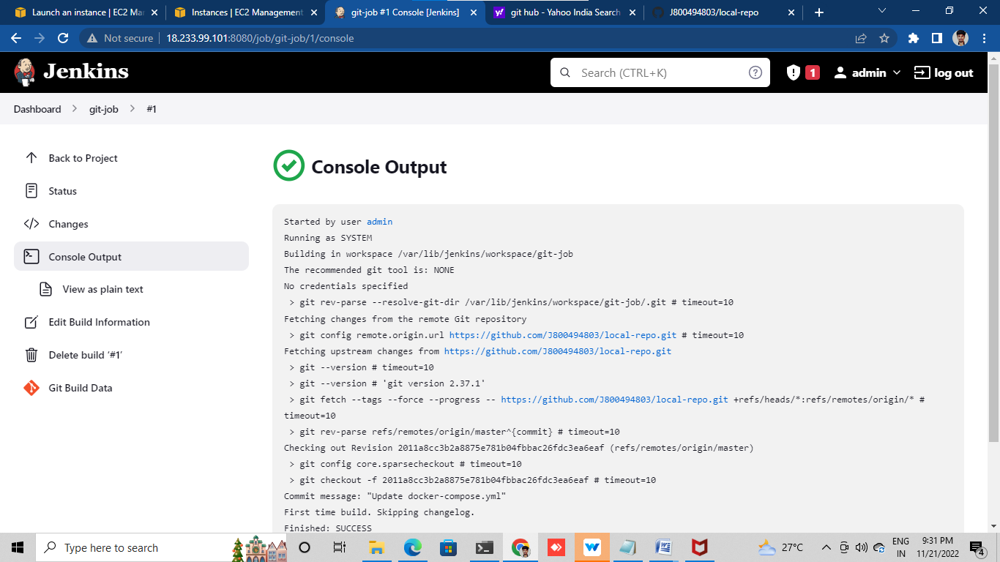 Launch an instance | EC2 Ma
Instances | EC2 Management
git-job #1 Console [Jenkins]
git hub - Yahoo India Search
J800494803/local-repo
Not secure
18.233.99.101:8080/job/git-job/1/console
Jenkins
Search (CTRL+K)
1
admin
log out
Dashboard
git-job
#1
Back to Project
Status
Changes
Console Output
View as plain text
Edit Build Information
Delete build ‘#1’
Git Build Data
Console Output
Started by user admin
Running as SYSTEM
Building in workspace /var/lib/jenkins/workspace/git-job
The recommended git tool is: NONE
No credentials specified
> git rev-parse --resolve-git-dir /var/lib/jenkins/workspace/git-job/.git # timeout=10
Fetching changes from the remote Git repository
> git config remote.origin.url https://github.com/J800494803/local-repo.git # timeout=10
Fetching upstream changes from https://github.com/J800494803/local-repo.git
> git --version # timeout=10
> git --version # 'git version 2.37.1'
> git fetch --tags --force --progress -- https://github.com/J800494803/local-repo.git +refs/heads/*:refs/remotes/origin/* #
timeout=10
> git rev-parse refs/remotes/origin/master^{commit} # timeout=10
Checking out Revision 2011a8cc3b2a8875e781b04fbbac26fdc3ea6eaf (refs/remotes/origin/master)
> git config core.sparsecheckout # timeout=10
> git checkout -f 2011a8cc3b2a8875e781b04fbbac26fdc3ea6eaf # timeout=10
Commit message: "Update docker-compose.yml"
First time build. Skipping changelog.
Finished: SUCCESS
Type here to search
27°C
ENG
IN
9:31 PM
11/21/2022
4